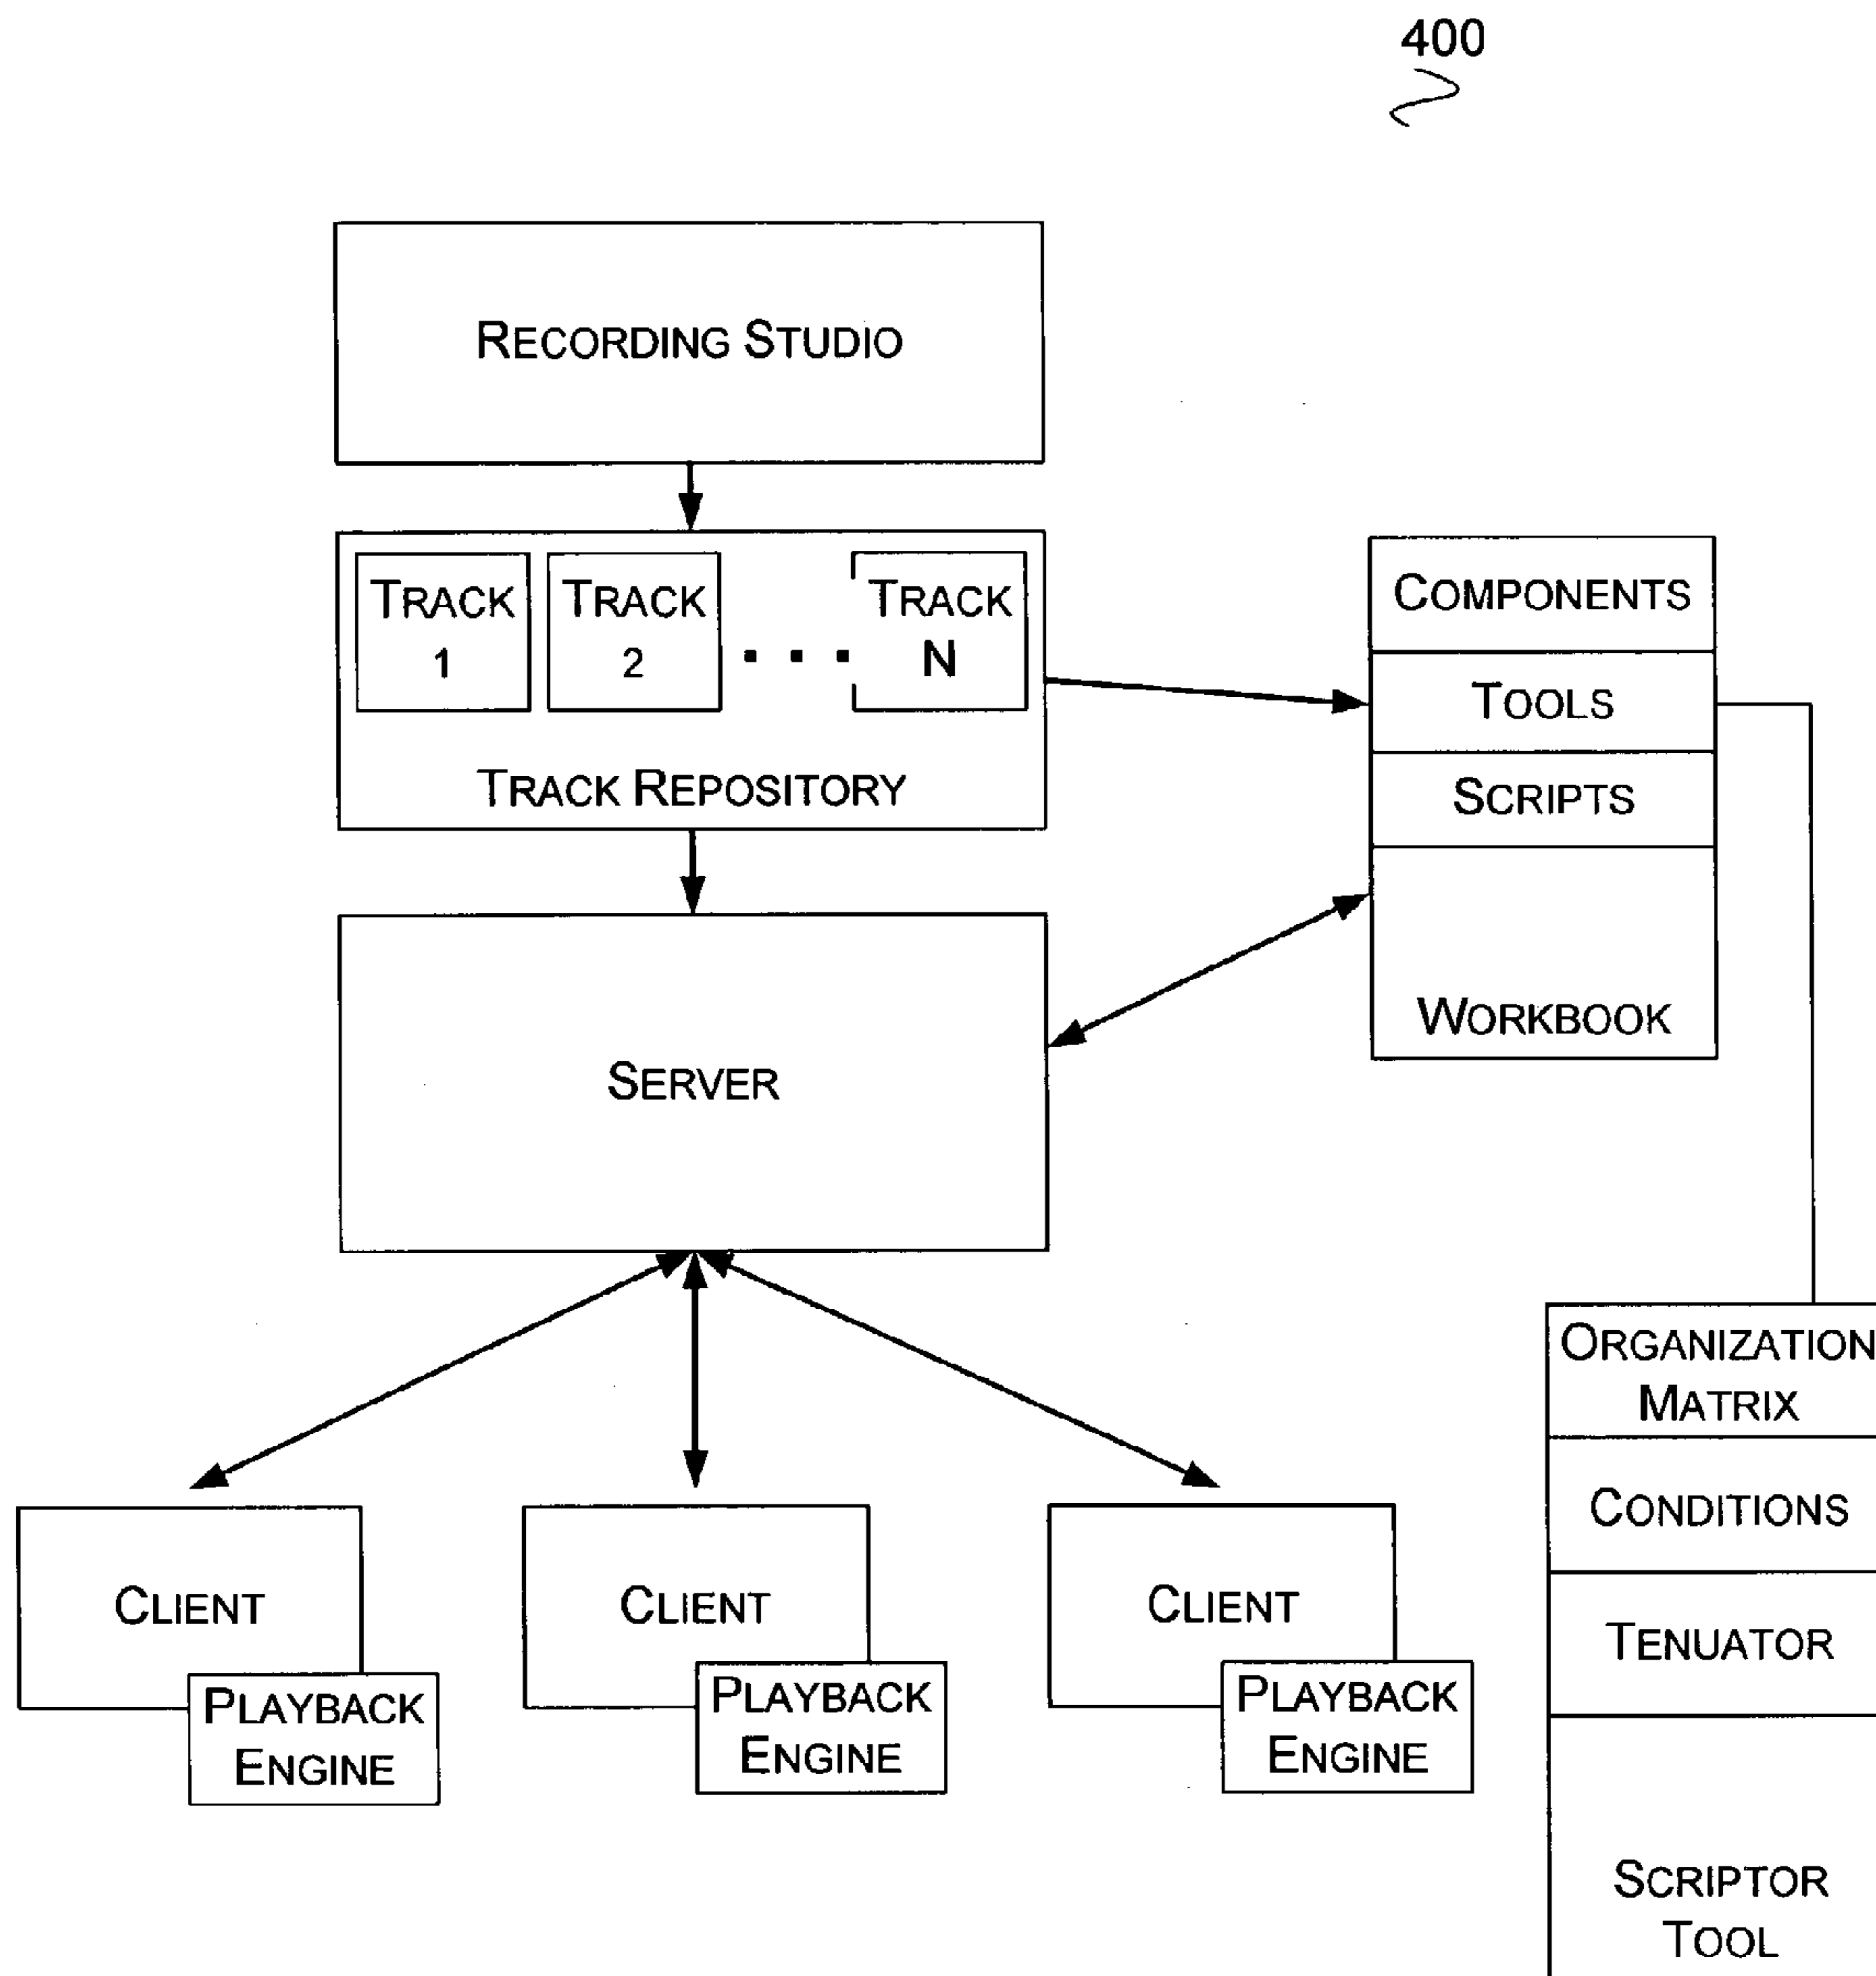 400
RECORDING STUDIO
TRACK
1
TRACK
2
. . .
TRACK
N
TRACK REPOSITORY
COMPONENTS
TOOLS
SCRIPTS
WORKBOOK
SERVER
ORGANIZATION
MATRIX
CONDITIONS
TENUATOR
SCRIPTOR
TOOL
CLIENT
PLAYBACK
ENGINE
CLIENT
PLAYBACK
ENGINE
CLIENT
PLAYBACK
ENGINE